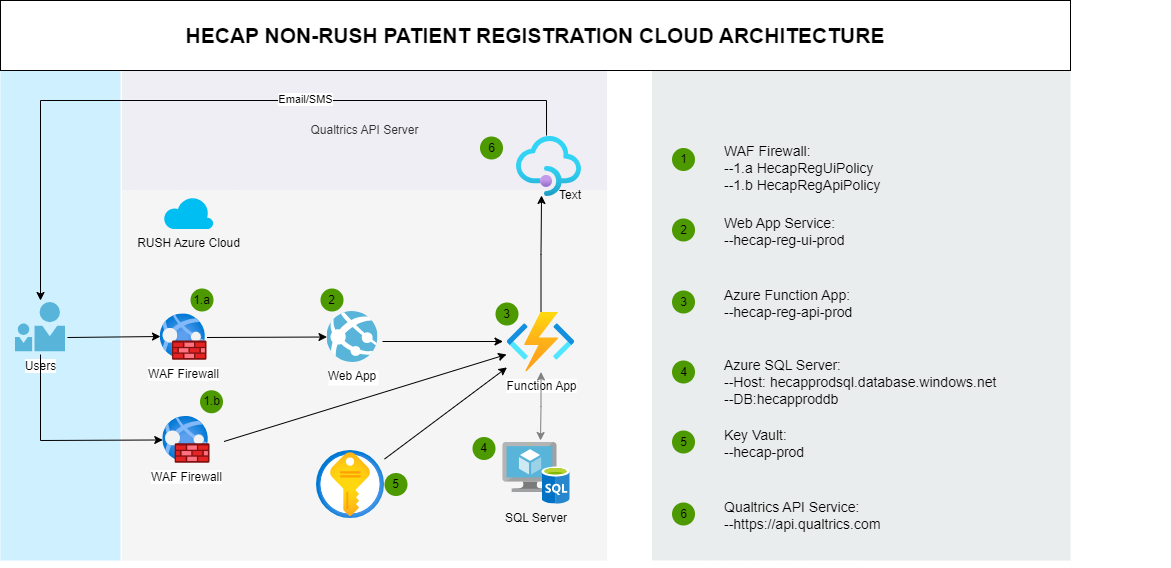 HECAP NON-RUSH PATIENT REGISTRATION CLOUD ARCHITECTURE
Email/SMS
Qualtrics API Server
6
Text
RUSH Azure Cloud
1.a
2
3
Users
WAF Firewall
Web App
Function App
1.b
4
WAF Firewall
5
SQL
SQL Server
1
WAF Firewall:
--1.a HecapRegUiPolicy
--1.b HecapRegApiPolicy
2
Web App Service:
--hecap-reg-ui-prod
3
Azure Function App:
--hecap-reg-api-prod
4
Azure SQL Server:
--Host: hecapprodsql.database.windows.net
--DB:hecapproddb
5
Key Vault:
--hecap-prod
6
Qualtrics API Service:
--https://api.qualtrics.com